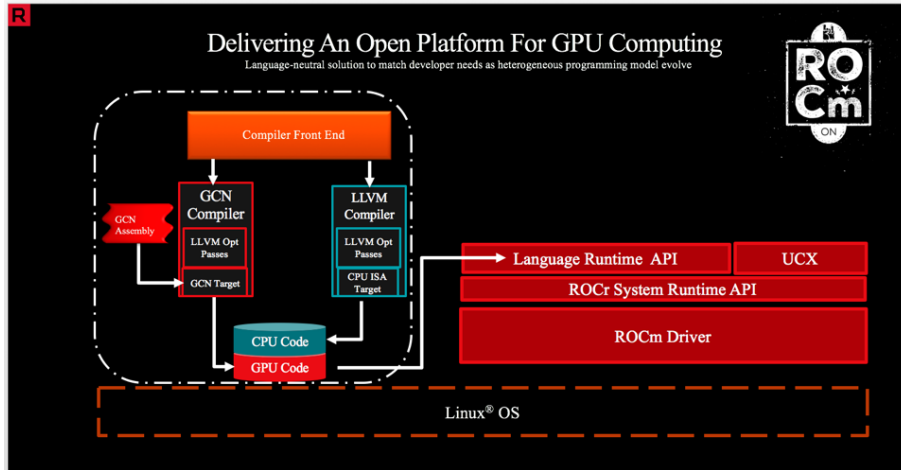 R
Delivering An Open Platform For GPU Computing
Language-neutral solution to match developer needs as heterogeneous programming model evolve
RO
Cm
ON
Compiler Front End
GCN
Compiler
LLVM Opt
Passes
GCN Target
GCN
Assembly
LLVM
Compiler
LLVM Opt
Passes
CPU ISA
Target
CPU Code
GPU Code
Language Runtime API
UCX
ROCr System Runtime API
ROCm Driver
Linux® OS